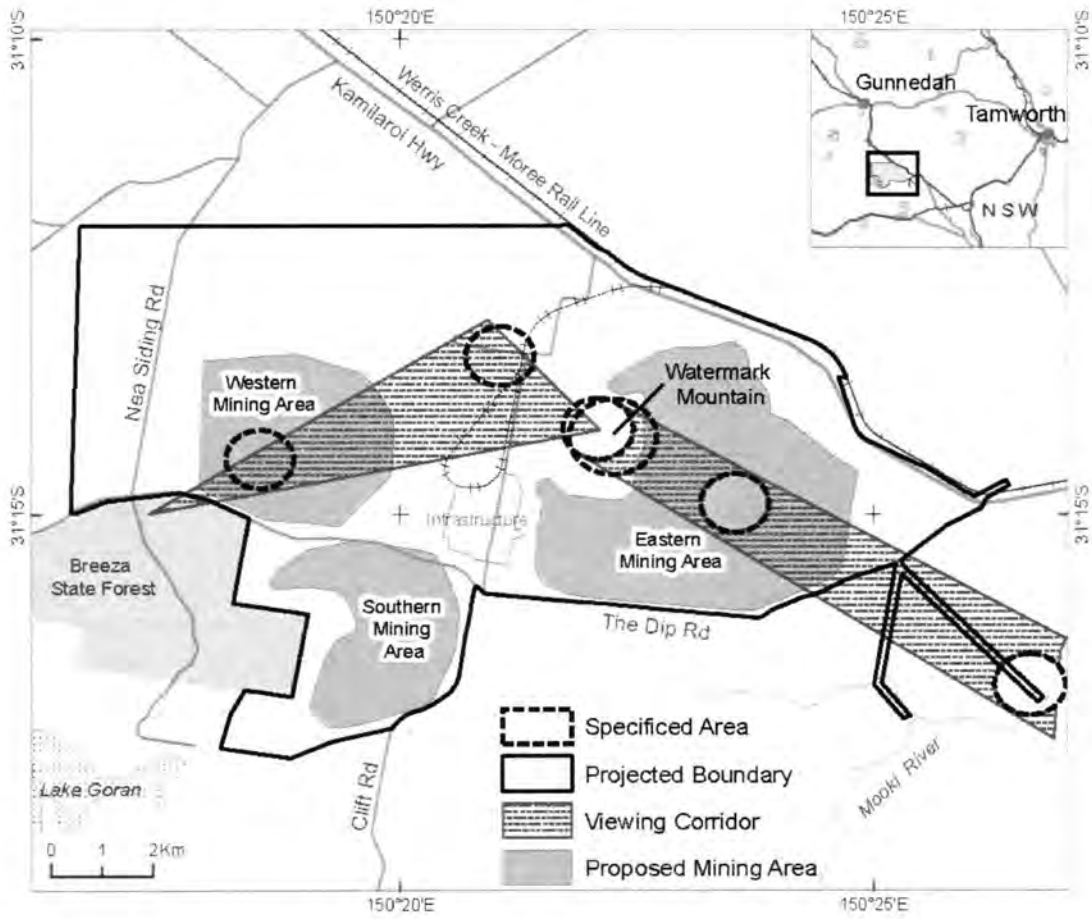 150°20'E
150°25'E
31°10'S
31°10'S
Werris Creek - Moree Rail Line
Kamilaroi Hwy
Gunnedah
Tamworth
NSW
Nea Siding Rd
Western
Mining Area
Watermark
Mountain
31°15'S
31°15'S
Infrastructure
Eastern
Mining Area
Breeza
State Forest
Southern
Mining
Area
The Dip Rd
Specificed Area
Projected Boundary
Viewing Corridor
Proposed Mining Area
Mooki River
Lake Goran
Clift Rd
0 1 2Km
150°20'E
150°25'E